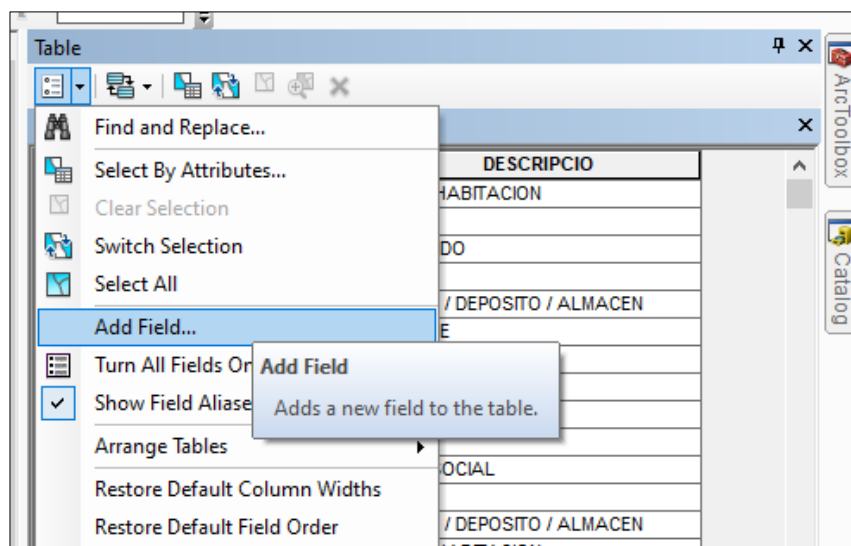 Table
ArcToolbox
Catalog
Find and Replace...
Select By Attributes...
Clear Selection
Switch Selection
Select All
Add Field...
Turn All Fields On
Show Field Aliase
Arrange Tables
Restore Default Column Widths
Restore Default Field Order
Add Field
Adds a new field to the table.
DESCRIPCIO
HABITACION
DO
/ DEPOSITO / ALMACEN
E
OCIAL
/ DEPOSITO / ALMACEN